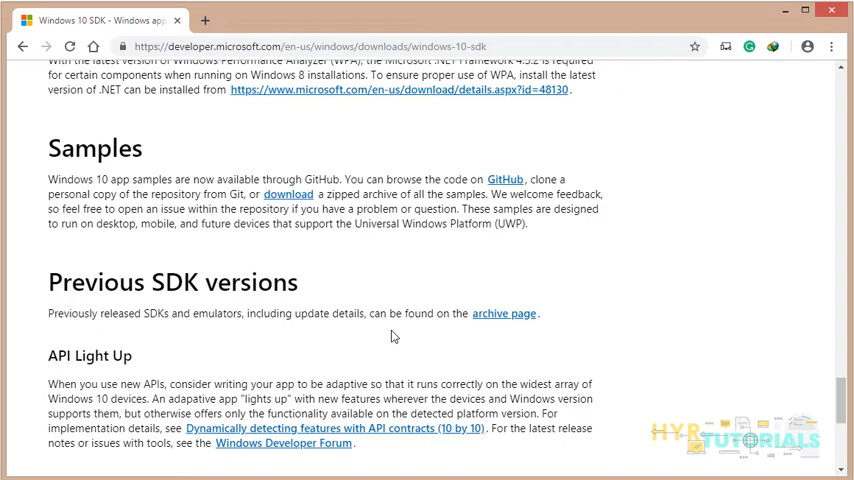 Windows 10 SDK - Windows app
https://developer.microsoft.com/en-us/windows/downloads/windows-10-sdk
With the latest version of Windows Performance Analyzer (WPA), the Microsoft .NET Framework 4.5.2 is required
for certain components when running on Windows 8 installations. To ensure proper use of WPA, install the latest
version of .NET can be installed from https://www.microsoft.com/en-us/download/details.aspx?id=48130.
Samples
Windows 10 app samples are now available through GitHub. You can browse the code on GitHub, clone a
personal copy of the repository from Git, or download a zipped archive of all the samples. We welcome feedback,
so feel free to open an issue within the repository if you have a problem or question. These samples are designed
to run on desktop, mobile, and future devices that support the Universal Windows Platform (UWP).
Previous SDK versions
Previously released SDKs and emulators, including update details, can be found on the archive page.
API Light Up
When you use new APIs, consider writing your app to be adaptive so that it runs correctly on the widest array of
Windows 10 devices. An adapative app "lights up" with new features wherever the devices and Windows version
supports them, but otherwise offers only the functionality available on the detected platform version. For
implementation details, see Dynamically detecting features with API contracts (10 by 10). For the latest release
notes or issues with tools, see the Windows Developer Forum.
HYR TUTORIALS